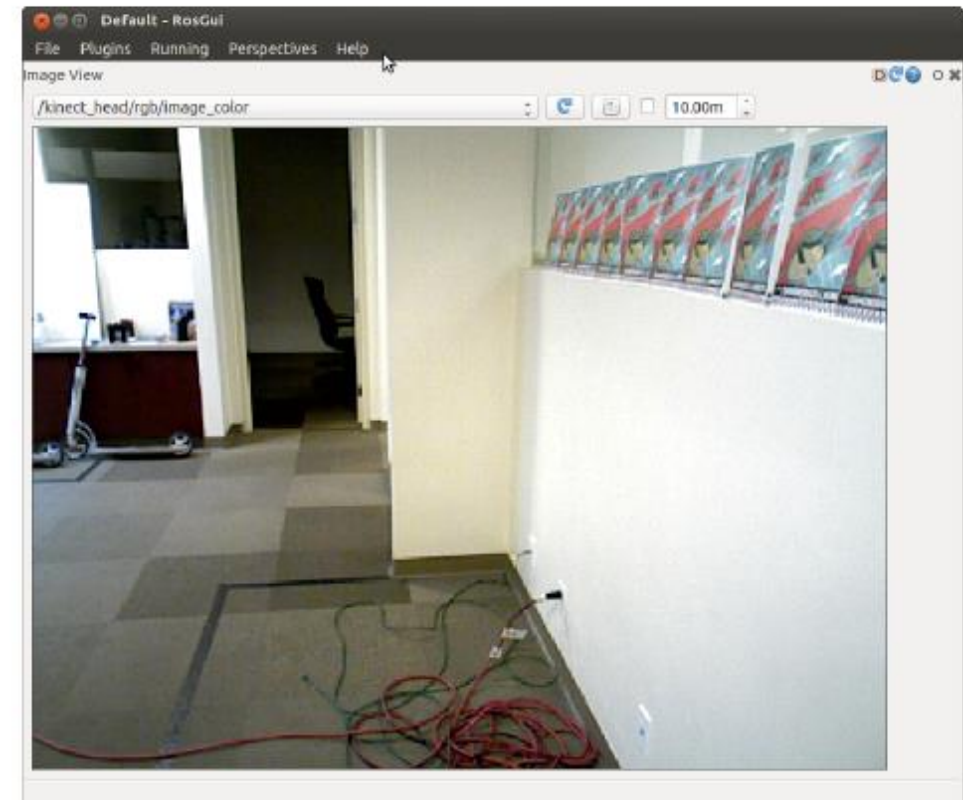 Default - RosGui
File Plugins Running Perspectives Help
Image View
D O
/kinect_head/rgb/image_color 10.00m